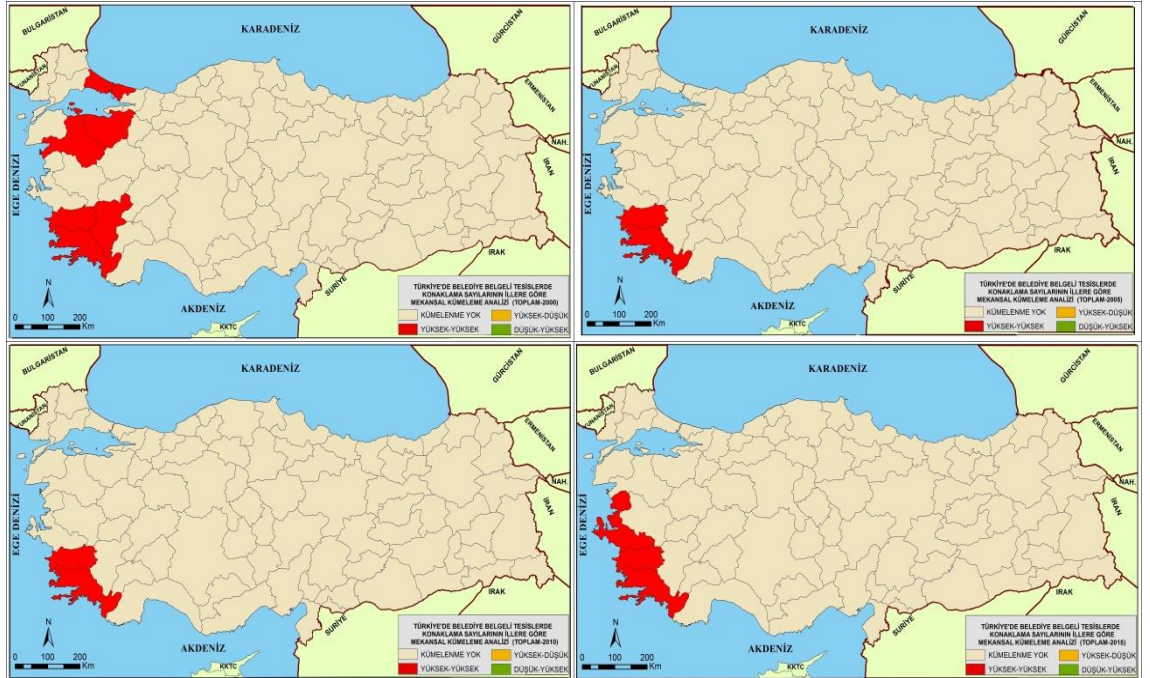 BULGARİSTAN
KARADENİZ
GÜRCİSTAN
YUNANİSTAN
ERMENİSTAN
NAH.
İRAN
EGE DENİZİ
IRAK
SURİYE
AKDENİZ
KKTC
N
0 50 100 200
Km
TÜRKİYE'DE BELEDİYE BELGELİ TESİSLERDE
KONAKLAMA SAYILARININ İLLERE GÖRE
MEKANSAL KÜMELEME ANALİZİ (TOPLAM-2000)
KÜMELENME YOK YÜKSEK-DÜŞÜK
YÜKSEK-YÜKSEK DÜŞÜK-YÜKSEK
BULGARİSTAN
KARADENİZ
GÜRCİSTAN
YUNANİSTAN
ERMENİSTAN
NAH.
İRAN
EGE DENİZİ
IRAK
SURİYE
AKDENİZ
KKTC
N
0 50 100 200
Km
TÜRKİYE'DE BELEDİYE BELGELİ TESİSLERDE
KONAKLAMA SAYILARININ İLLERE GÖRE
MEKANSAL KÜMELEME ANALİZİ (TOPLAM-2005)
KÜMELENME YOK YÜKSEK-DÜŞÜK
YÜKSEK-YÜKSEK DÜŞÜK-YÜKSEK
BULGARİSTAN
KARADENİZ
GÜRCİSTAN
YUNANİSTAN
ERMENİSTAN
NAH.
İRAN
EGE DENİZİ
IRAK
SURİYE
AKDENİZ
KKTC
N
0 50 100 200
Km
TÜRKİYE'DE BELEDİYE BELGELİ TESİSLERDE
KONAKLAMA SAYILARININ İLLERE GÖRE
MEKANSAL KÜMELEME ANALİZİ (TOPLAM-2010)
KÜMELENME YOK YÜKSEK-DÜŞÜK
YÜKSEK-YÜKSEK DÜŞÜK-YÜKSEK
BULGARİSTAN
KARADENİZ
GÜRCİSTAN
YUNANİSTAN
ERMENİSTAN
NAH.
İRAN
EGE DENİZİ
IRAK
SURİYE
AKDENİZ
KKTC
N
0 50 100 200
Km
TÜRKİYE'DE BELEDİYE BELGELİ TESİSLERDE
KONAKLAMA SAYILARININ İLLERE GÖRE
MEKANSAL KÜMELEME ANALİZİ (TOPLAM-2015)
KÜMELENME YOK YÜKSEK-DÜŞÜK
YÜKSEK-YÜKSEK DÜŞÜK-YÜKSEK